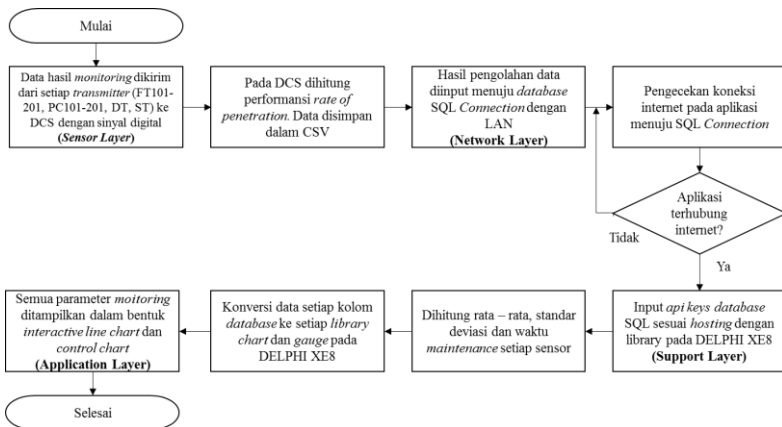 Mulai
Data hasil monitoring dikirim
dari setiap transmitter (FT101-
201, PC101-201, DT, ST) ke
DCS dengan sinyal digital
(Sensor Layer)
Pada DCS dihitung
performansi rate of
penetration. Data disimpan
dalam CSV
Hasil pengolahan data
diinput menuju database
SQL Connection dengan
LAN
(Network Layer)
Pengecekan koneksi
internet pada aplikasi
menuju SQL Connection
Aplikasi
terhubung
internet?
Tidak
Ya
Input api keys database
SQL sesuai hosting dengan
library pada DELPHI XE8
(Support Layer)
Dihitung rata – rata, standar
deviasi dan waktu
maintenance setiap sensor
Konversi data setiap kolom
database ke setiap library
chart dan gauge pada
DELPHI XE8
Semua parameter moitoring
ditampilkan dalam bentuk
interactive line chart dan
control chart
(Application Layer)
Selesai